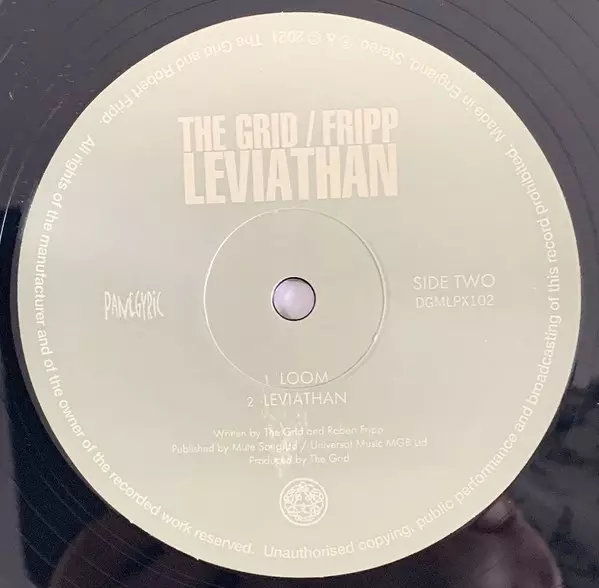 THE GRID / FRIPP
LEVIATHAN
SIDE TWO
DGMLPX102
PANEGYRIC
1 LOOM
2 LEVIATHAN
Written by The Grid and Robert Fripp
Published by Mute Song Ltd / Universal Music MGB Ltd
Produced by The Grid
℗ & © 2021 The Grid and Robert Fripp. All rights of the manufacturer and of the owner of the recorded work reserved. Unauthorised copying, public performance and broadcasting of this record prohibited. Made in England. Stereo